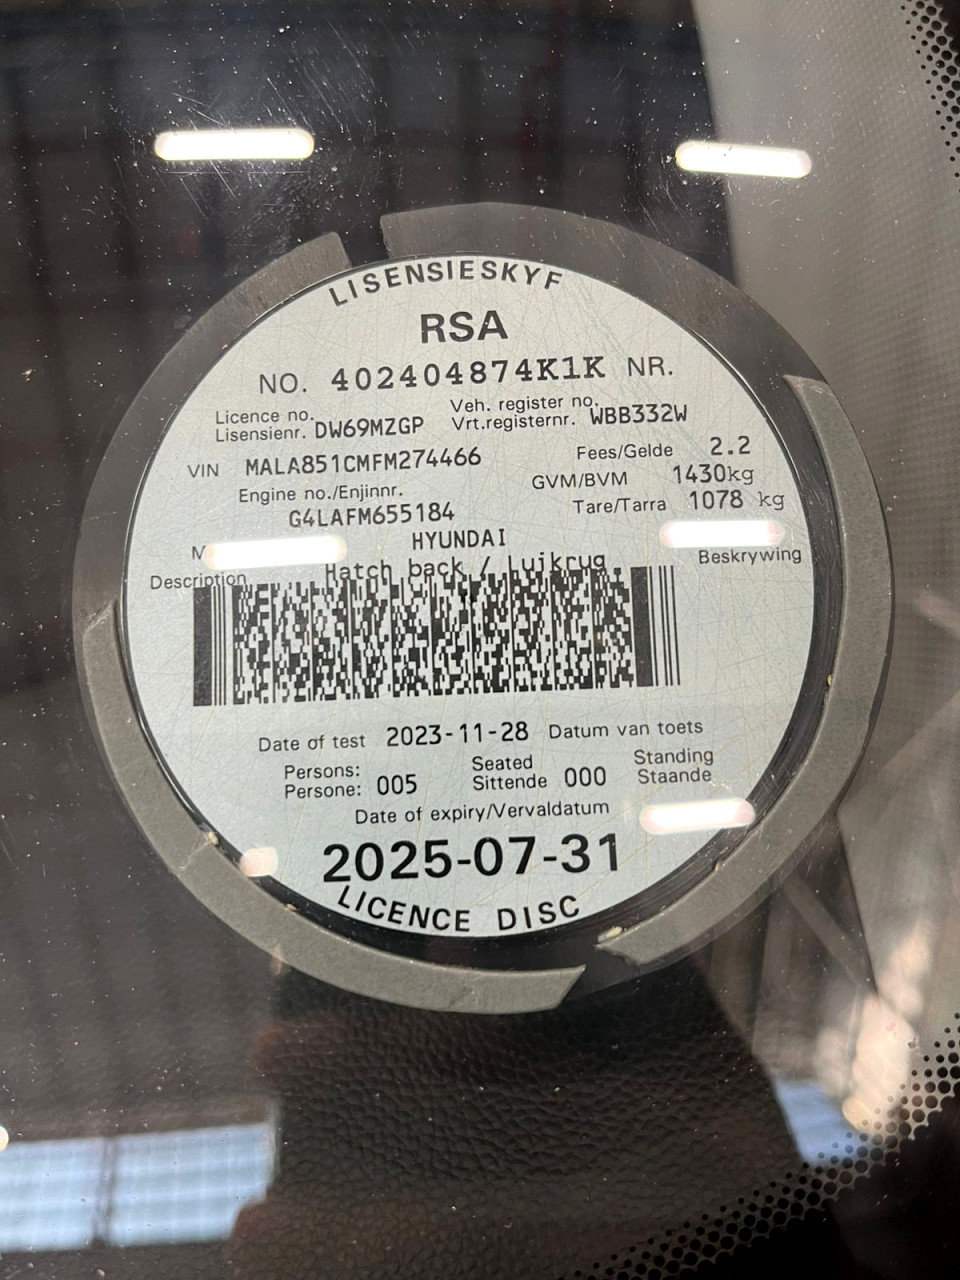 LISENSIESKYF
RSA
NO. 402404874K1K NR.
Licence no. Veh. register no.
Lisensienr. DW69MZGP Vrt.registernr. WBB332W
VIN MALA851CMFM274466 Fees/Gelde 2.2
Engine no./Enjinnr. GVM/BVM 1430kg
G4LAFM655184 Tare/Tarra 1078 kg
HYUNDAI
Description Hatch back / Luikrug Beskrywing
Date of test 2023-11-28 Datum van toets
Persons: Seated Standing
Persone: 005 Sittende 000 Staande
Date of expiry/Vervaldatum
2025-07-31
LICENCE DISC